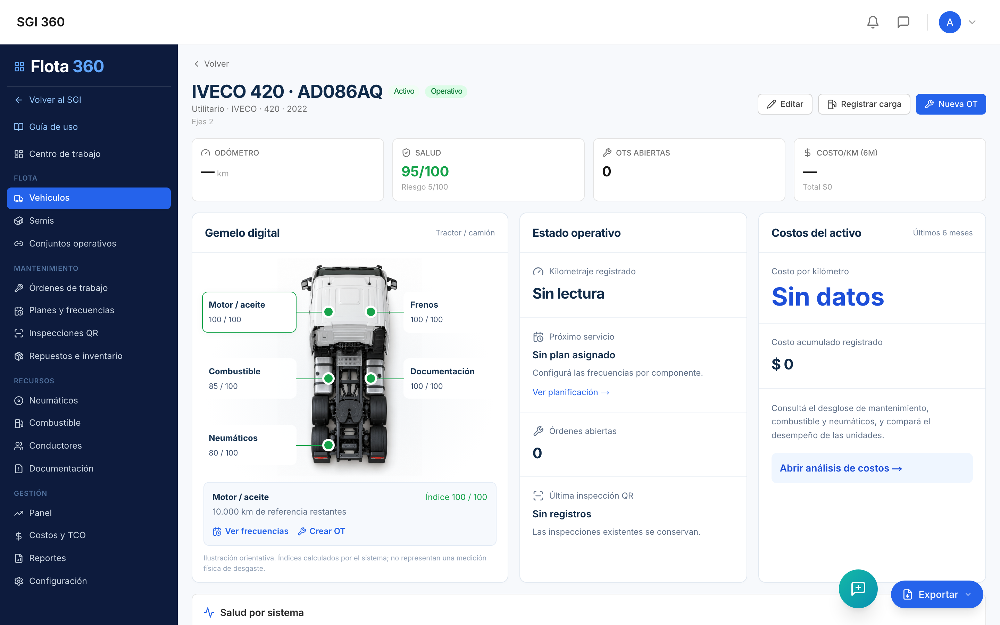 SGI 360
A
Flota 360
Volver al SGI
Guía de uso
Centro de trabajo
FLOTA
Vehículos
Semis
Conjuntos operativos
MANTENIMIENTO
Órdenes de trabajo
Planes y frecuencias
Inspecciones QR
Repuestos e inventario
RECURSOS
Neumáticos
Combustible
Conductores
Documentación
GESTIÓN
Panel
Costos y TCO
Reportes
Configuración
Volver
IVECO 420 · AD086AQ Activo Operativo
Utilitario · IVECO · 420 · 2022
Ejes 2
Editar
Registrar carga
Nueva OT
ODÓMETRO
— km
SALUD
95/100
Riesgo 5/100
OTS ABIERTAS
0
COSTO/KM (6M)
—
Total $0
Gemelo digital
Tractor / camión
Motor / aceite
100 / 100
Frenos
100 / 100
Combustible
85 / 100
Documentación
100 / 100
Neumáticos
80 / 100
Motor / aceite
Índice 100 / 100
10.000 km de referencia restantes
Ver frecuencias
Crear OT
Ilustración orientativa. Índices calculados por el sistema; no representan una medición
física de desgaste.
Estado operativo
Kilometraje registrado
Sin lectura
Próximo servicio
Sin plan asignado
Configurá las frecuencias por componente.
Ver planificación →
Órdenes abiertas
0
Última inspección QR
Sin registros
Las inspecciones existentes se conservan.
Costos del activo
Últimos 6 meses
Costo por kilómetro
Sin datos
Costo acumulado registrado
$ 0
Consultá el desglose de mantenimiento,
combustible y neumáticos, y compará el
desempeño de las unidades.
Abrir análisis de costos →
Exportar
Salud por sistema